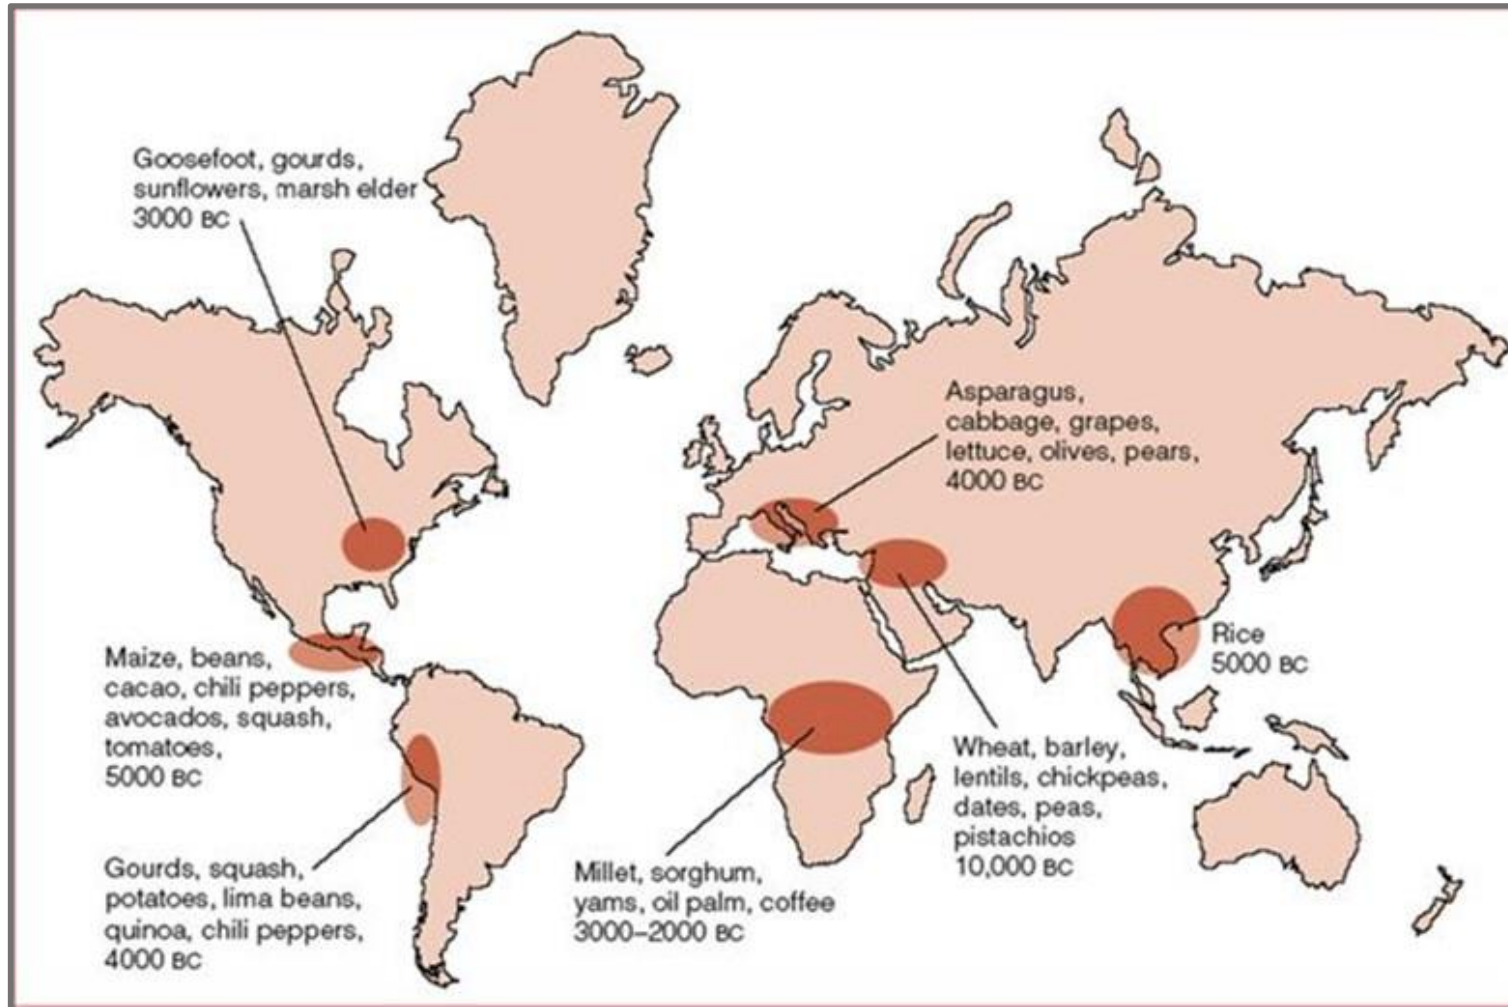 Goosefoot, gourds,
sunflowers, marsh elder
3000 BC
Asparagus,
cabbage, grapes,
lettuce, olives, pears,
4000 BC
Rice
5000 BC
Maize, beans,
cacao, chili peppers,
avocados, squash,
tomatoes,
5000 BC
Wheat, barley,
lentils, chickpeas,
dates, peas,
pistachios
10,000 BC
Gourds, squash,
potatoes, lima beans,
quinoa, chili peppers,
4000 BC
Millet, sorghum,
yams, oil palm, coffee
3000–2000 BC